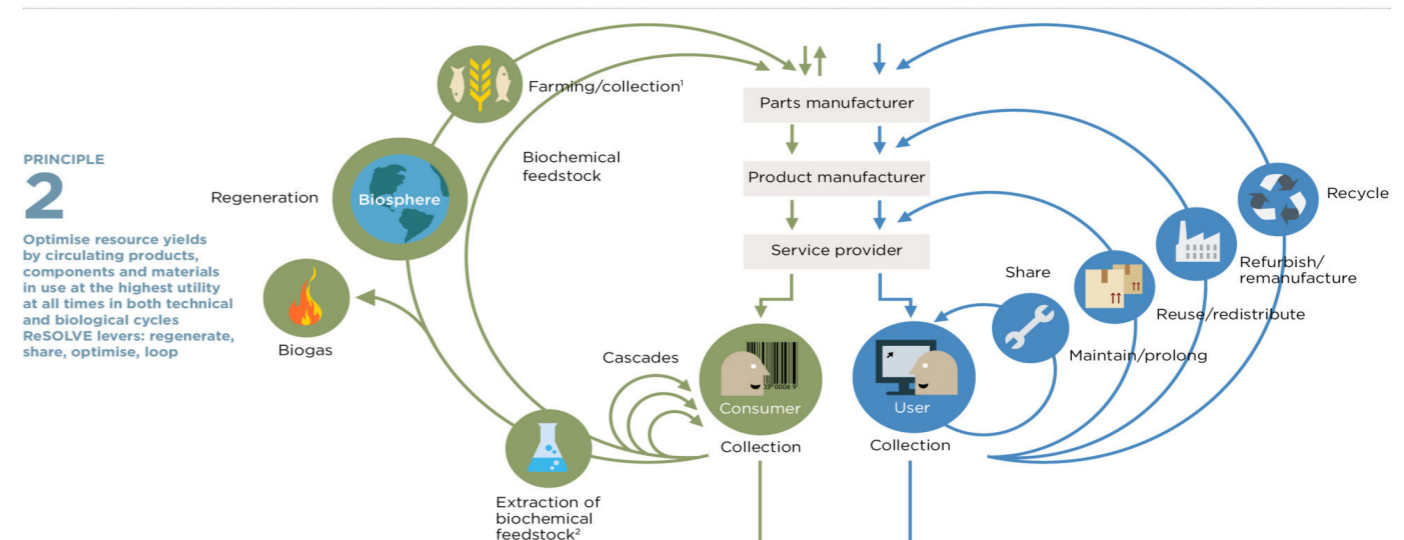 PRINCIPLE
2
Optimise resource yields
by circulating products,
components and materials
in use at the highest utility
at all times in both technical
and biological cycles
ReSOLVE levers: regenerate,
share, optimise, loop
Farming/collection¹
Biochemical
feedstock
Regeneration
Biosphere
Biogas
Cascades
Extraction of
biochemical
feedstock²
Parts manufacturer
Product manufacturer
Service provider
Consumer
Collection
User
Collection
Share
Maintain/prolong
Reuse/redistribute
Refurbish/
remanufacture
Recycle